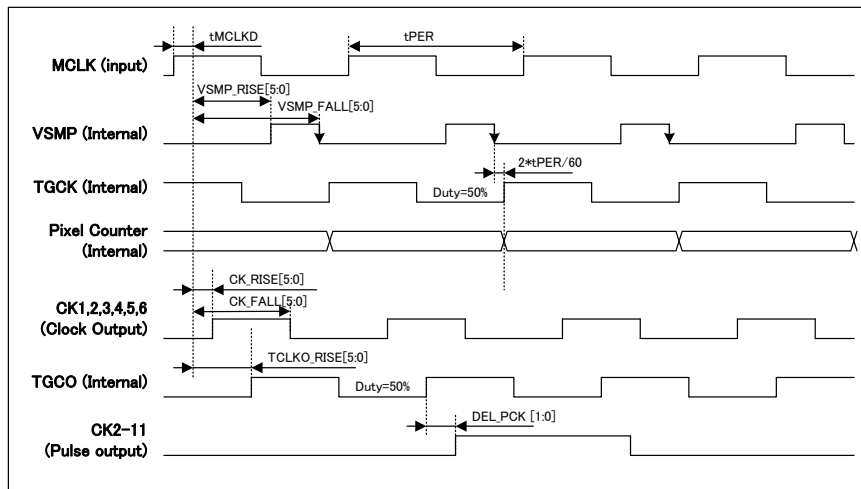 tMCLKD
tPER
MCLK (input)
VSMP_RISE[5:0]
VSMP_FALL[5:0]
VSMP (Internal)
2*tPER/60
TGCK (Internal)
Duty=50%
Pixel Counter
(Internal)
CK_RISE[5:0]
CK_FALL[5:0]
CK1,2,3,4,5,6
(Clock Output)
TCLKO_RISE[5:0]
TGCO (Internal)
Duty=50%
DEL_PCK [1:0]
CK2-11
(Pulse output)